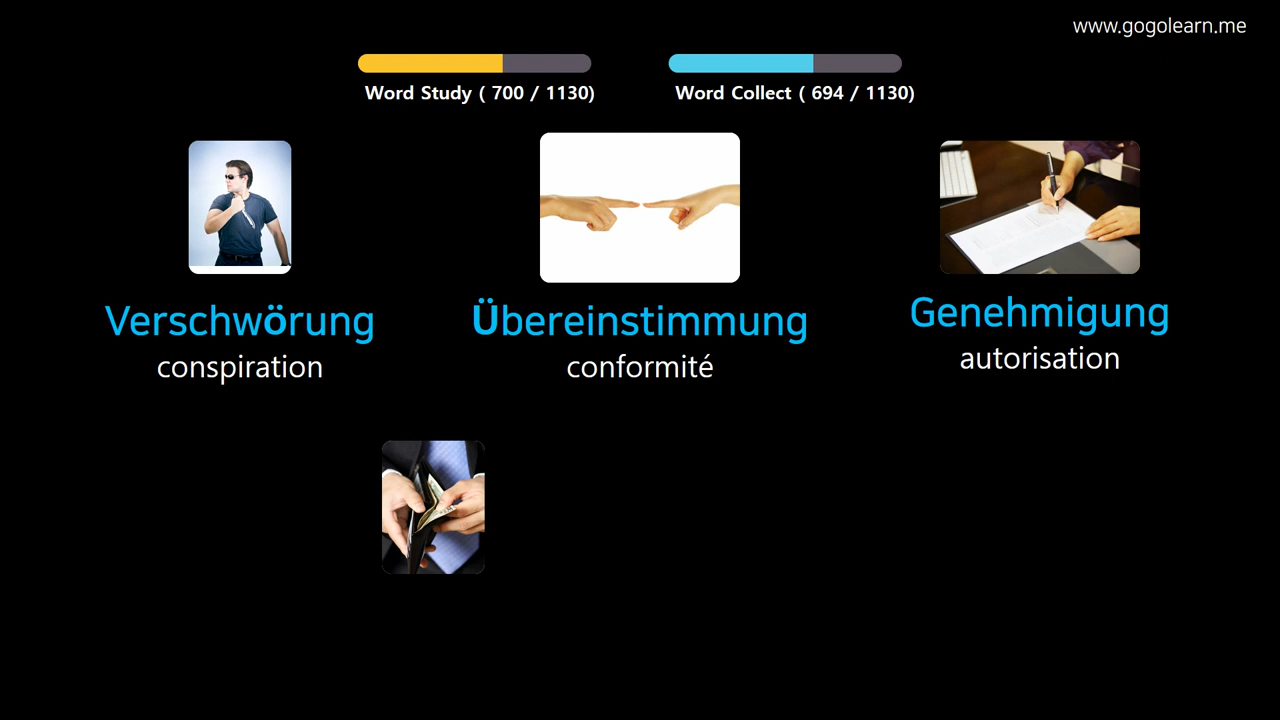 www.gogolearn.me
Word Study ( 700 / 1130)
Word Collect ( 694 / 1130)
Verschwörung
conspiration
Übereinstimmung
conformité
Genehmigung
autorisation